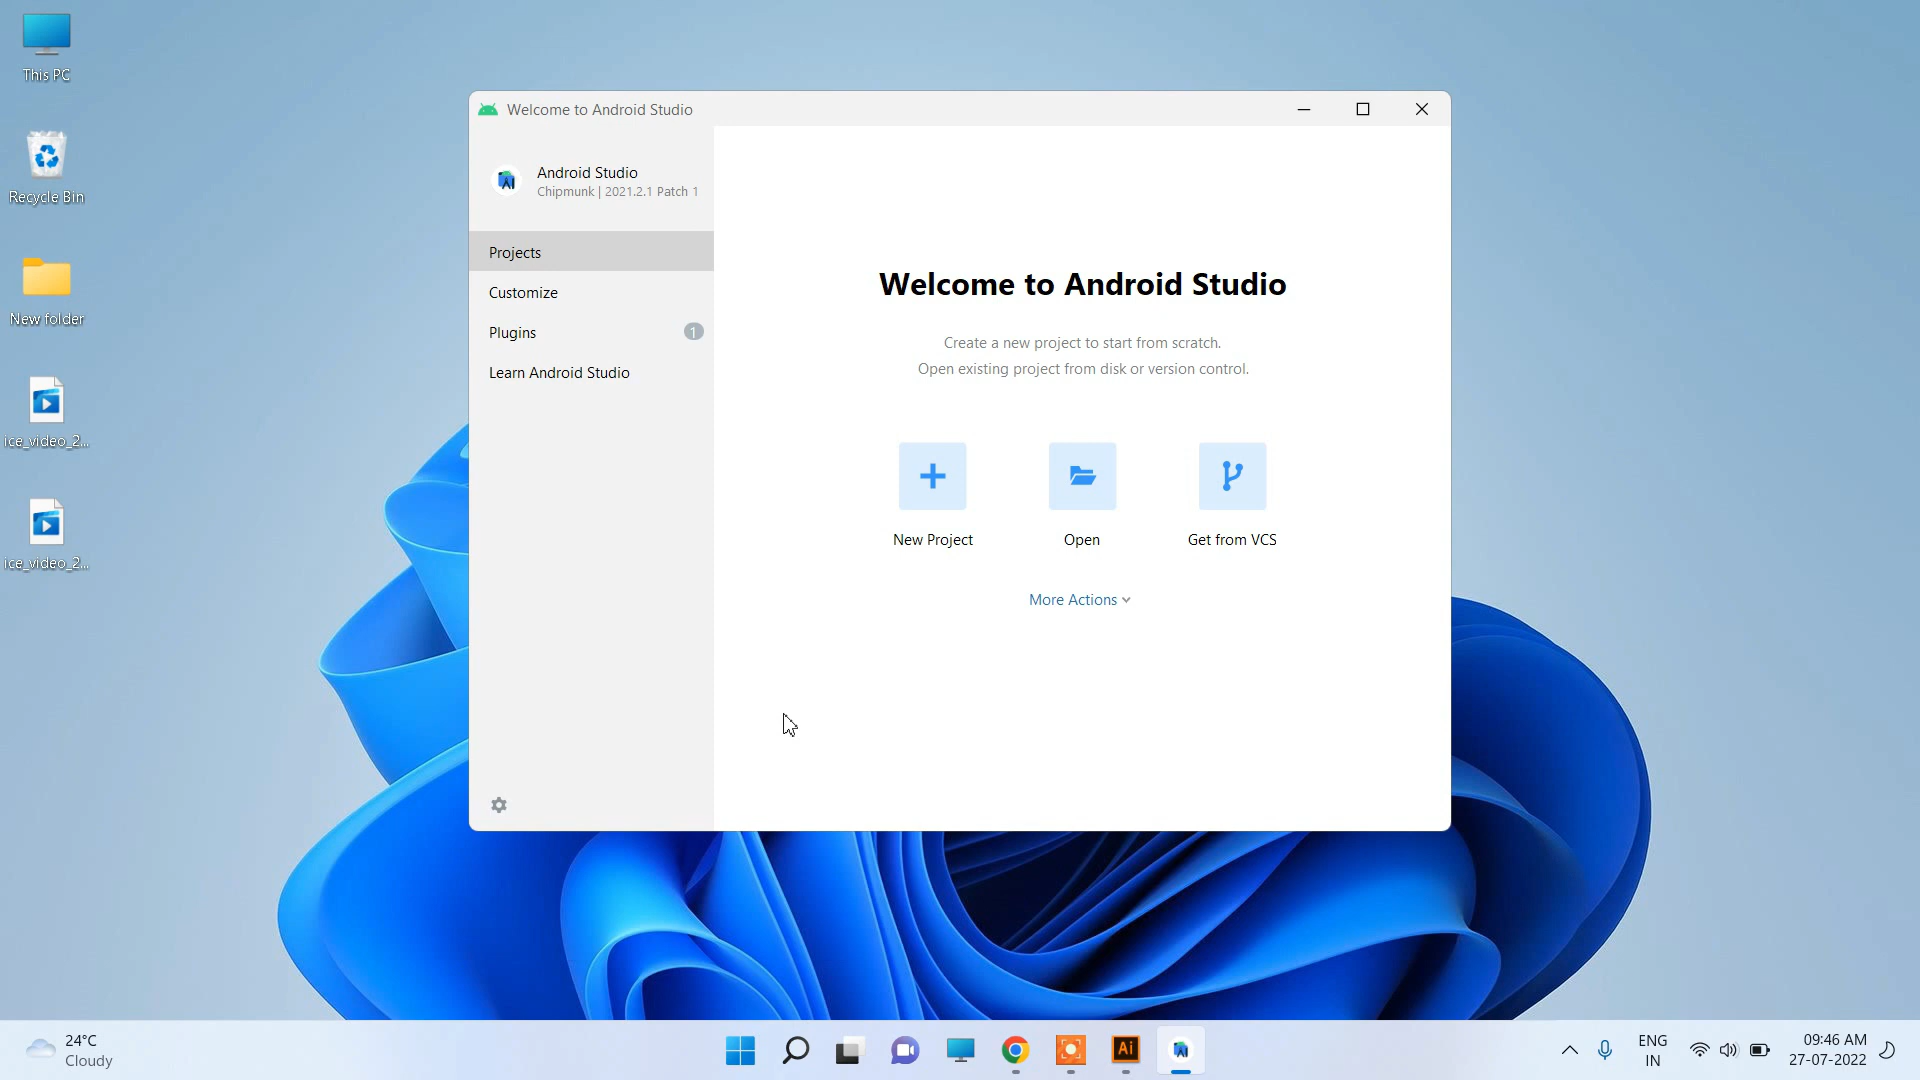 This PC
Recycle Bin
New folder
ice_video_2...
ice_video_2...
Welcome to Android Studio
Android Studio
Chipmunk | 2021.2.1 Patch 1
Projects
Customize
Plugins
1
Learn Android Studio
Welcome to Android Studio
Create a new project to start from scratch.
Open existing project from disk or version control.
New Project
Open
Get from VCS
More Actions
24°C
Cloudy
Ai
ENG
IN
09:46 AM
27-07-2022